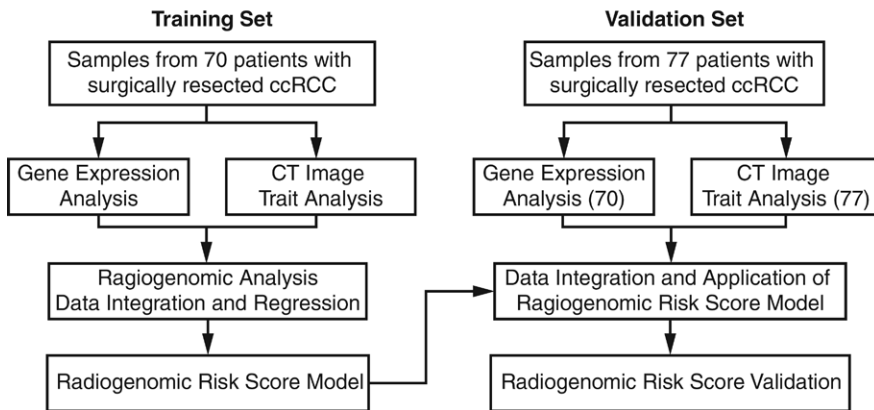 Training Set
Samples from 70 patients with
surgically resected ccRCC
Gene Expression
Analysis
CT Image
Trait Analysis
Ragiogenomic Analysis
Data Integration and Regression
Radiogenomic Risk Score Model
Validation Set
Samples from 77 patients with
surgically resected ccRCC
Gene Expression
Analysis (70)
CT Image
Trait Analysis (77)
Data Integration and Application of
Ragiogenomic Risk Score Model
Radiogenomic Risk Score Validation